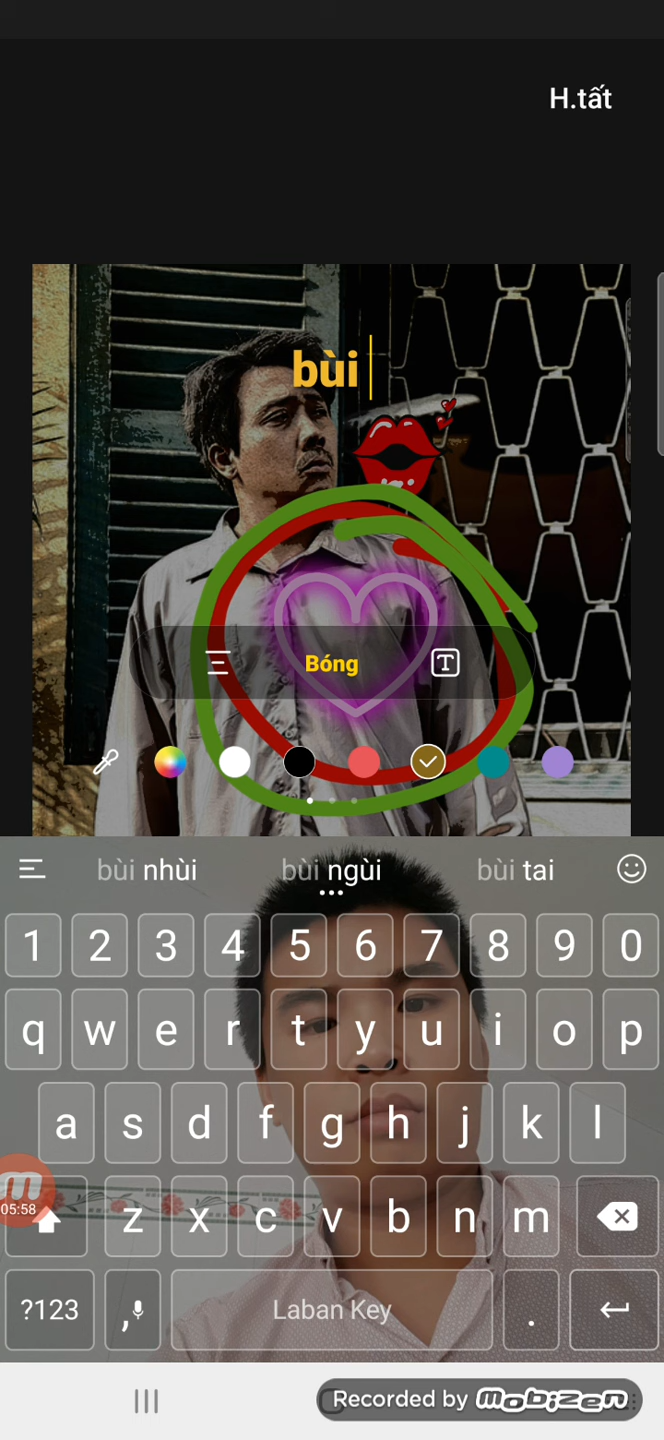 H.tất
bùi
Bóng
T
bùi nhùi bùi ngùi bùi tai
1 2 3 4 5 6 7 8 9 0
q w e r t y u i o p
a s d f g h j k l
m
05:58
z x c v b n m
?123 , Laban Key .
Recorded by mobizen